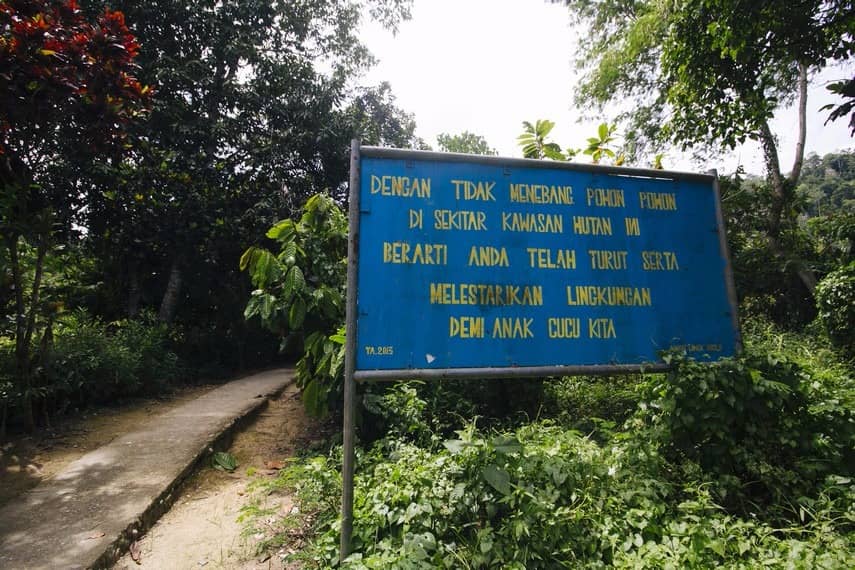 DENGAN TIDAK MENEBANG POHON POHON
DI SEKITAR KAWASAN HUTAN INI
BERARTI ANDA TELAH TURUT SERTA
MELESTARIKAN LINGKUNGAN
DEMI ANAK CUCU KITA
TA.2015